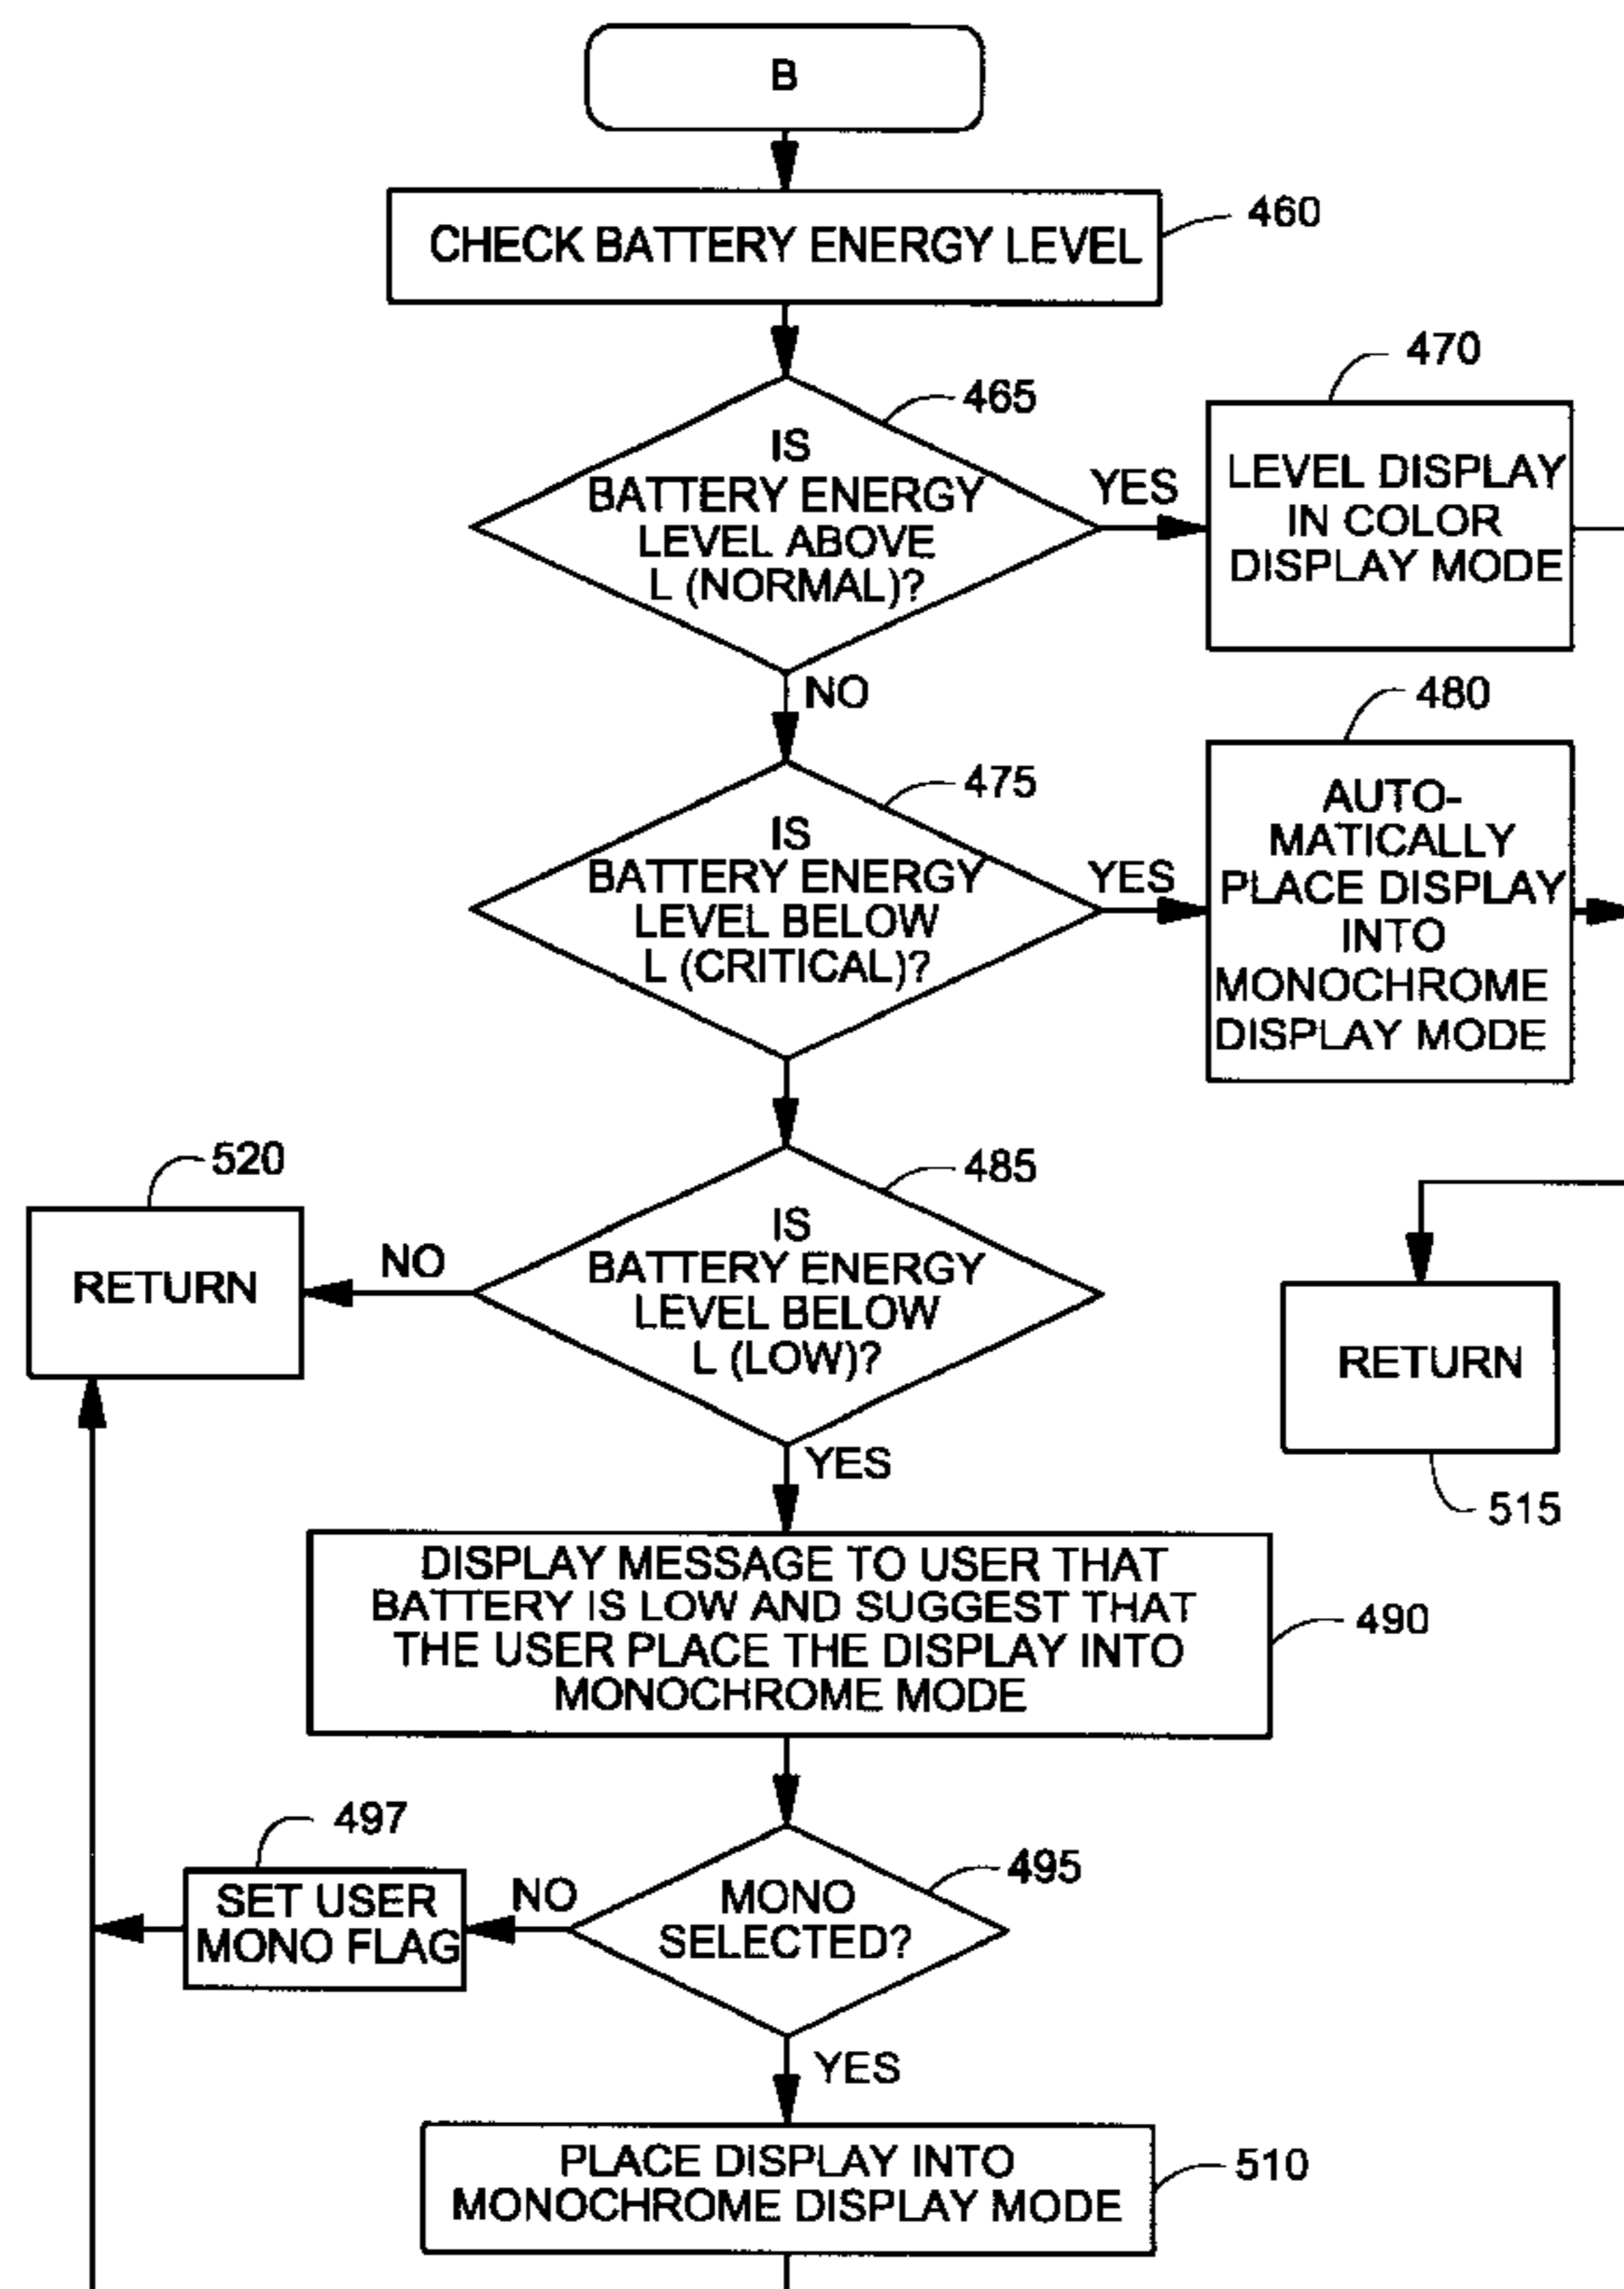 B
CHECK BATTERY ENERGY LEVEL
460
IS
BATTERY ENERGY
LEVEL ABOVE
L (NORMAL)?
465
YES
470
LEVEL DISPLAY
IN COLOR
DISPLAY MODE
NO
IS
BATTERY ENERGY
LEVEL BELOW
L (CRITICAL)?
475
YES
480
AUTO-
MATICALLY
PLACE DISPLAY
INTO
MONOCHROME
DISPLAY MODE
IS
BATTERY ENERGY
LEVEL BELOW
L (LOW)?
485
NO
520
RETURN
RETURN
515
YES
DISPLAY MESSAGE TO USER THAT
BATTERY IS LOW AND SUGGEST THAT
THE USER PLACE THE DISPLAY INTO
MONOCHROME MODE
490
MONO
SELECTED?
495
NO
497
SET USER
MONO FLAG
YES
PLACE DISPLAY INTO
MONOCHROME DISPLAY MODE
510